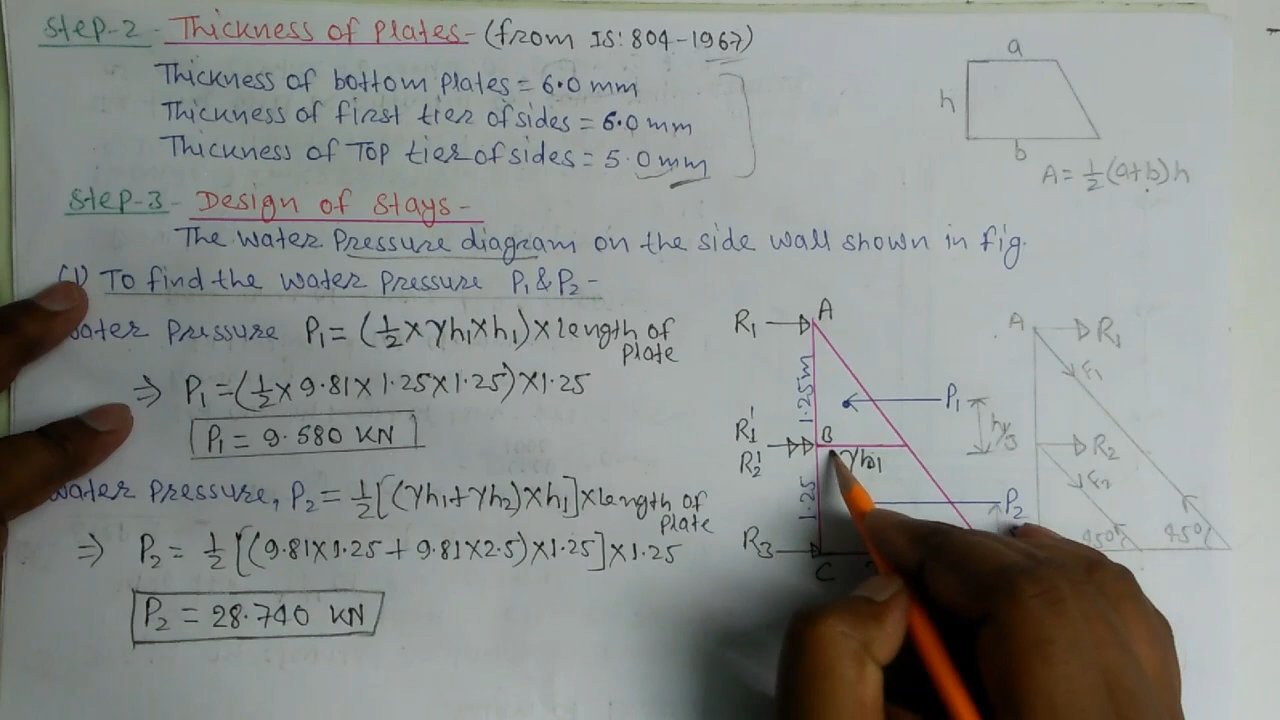 Step-2- Thickness of Plates- (from IS: 804-1967)
Thickness of bottom plates = 6.0 mm
Thickness of first tier of sides = 6.0 mm
Thickness of Top tier of sides = 5.0 mm
a
h
b
A = 1/2 (a+b) h
Step-3- Design of Stays-
The Water Pressure diagram on the side wall shown in fig.
(1) To find the Water Pressure P1 & P2-
Water Pressure P1 = (1/2 × γh1 × h1) × length of plate
⇒ P1 = (1/2 × 9.81 × 1.25 × 1.25) × 1.25
P1 = 9.580 KN
Water Pressure, P2 = 1/2 [(γh1 + γh2) × h1] × length of plate
⇒ P2 = 1/2 [(9.81×1.25 + 9.81×2.5) × 1.25] × 1.25
P2 = 28.740 KN
R1
A
1.25m
P1
h1/3
R1'
R2'
B
γh1
1.25
P2
R3
C
A
R1
F1
R2
F2
45°
45°